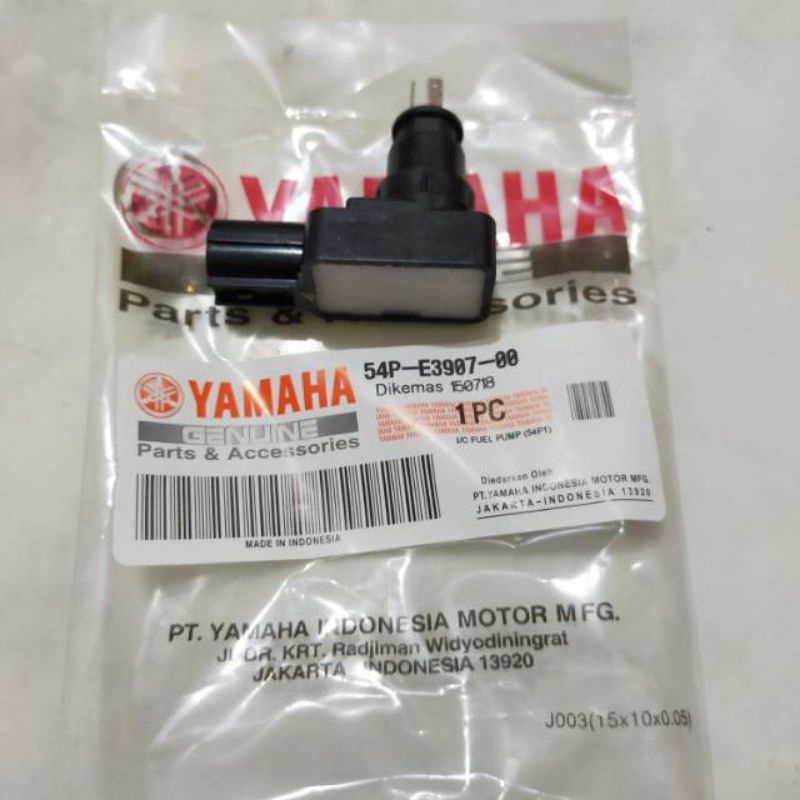 YAMAHA
GENUINE
Parts & Accessories
YAMAHA
GENUINE
Parts & Accessories
54P-E3907-00
Dikemas 150718
1PC
I/C FUEL PUMP (54P1)
Diedarkan Oleh
PT.YAMAHA INDONESIA MOTOR MFG.
JAKARTA-INDONESIA 13920
MADE IN INDONESIA
PT. YAMAHA INDONESIA MOTOR MFG.
JL.DR. KRT. Radjiman Widyodiningrat
JAKARTA INDONESIA 13920
J003(15x10x0.05)